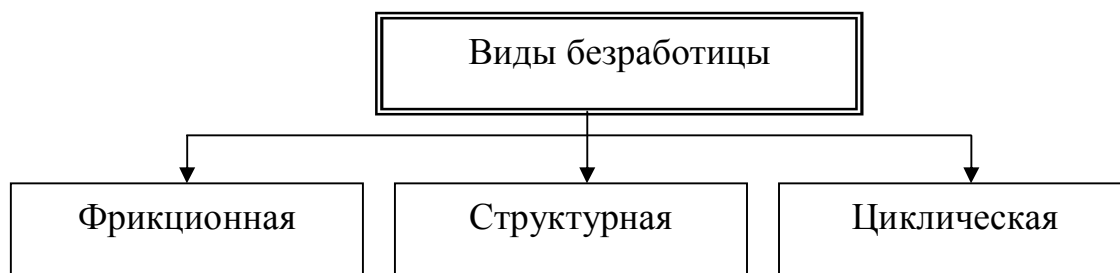 Виды безработицы
Фрикционная
Структурная
Циклическая